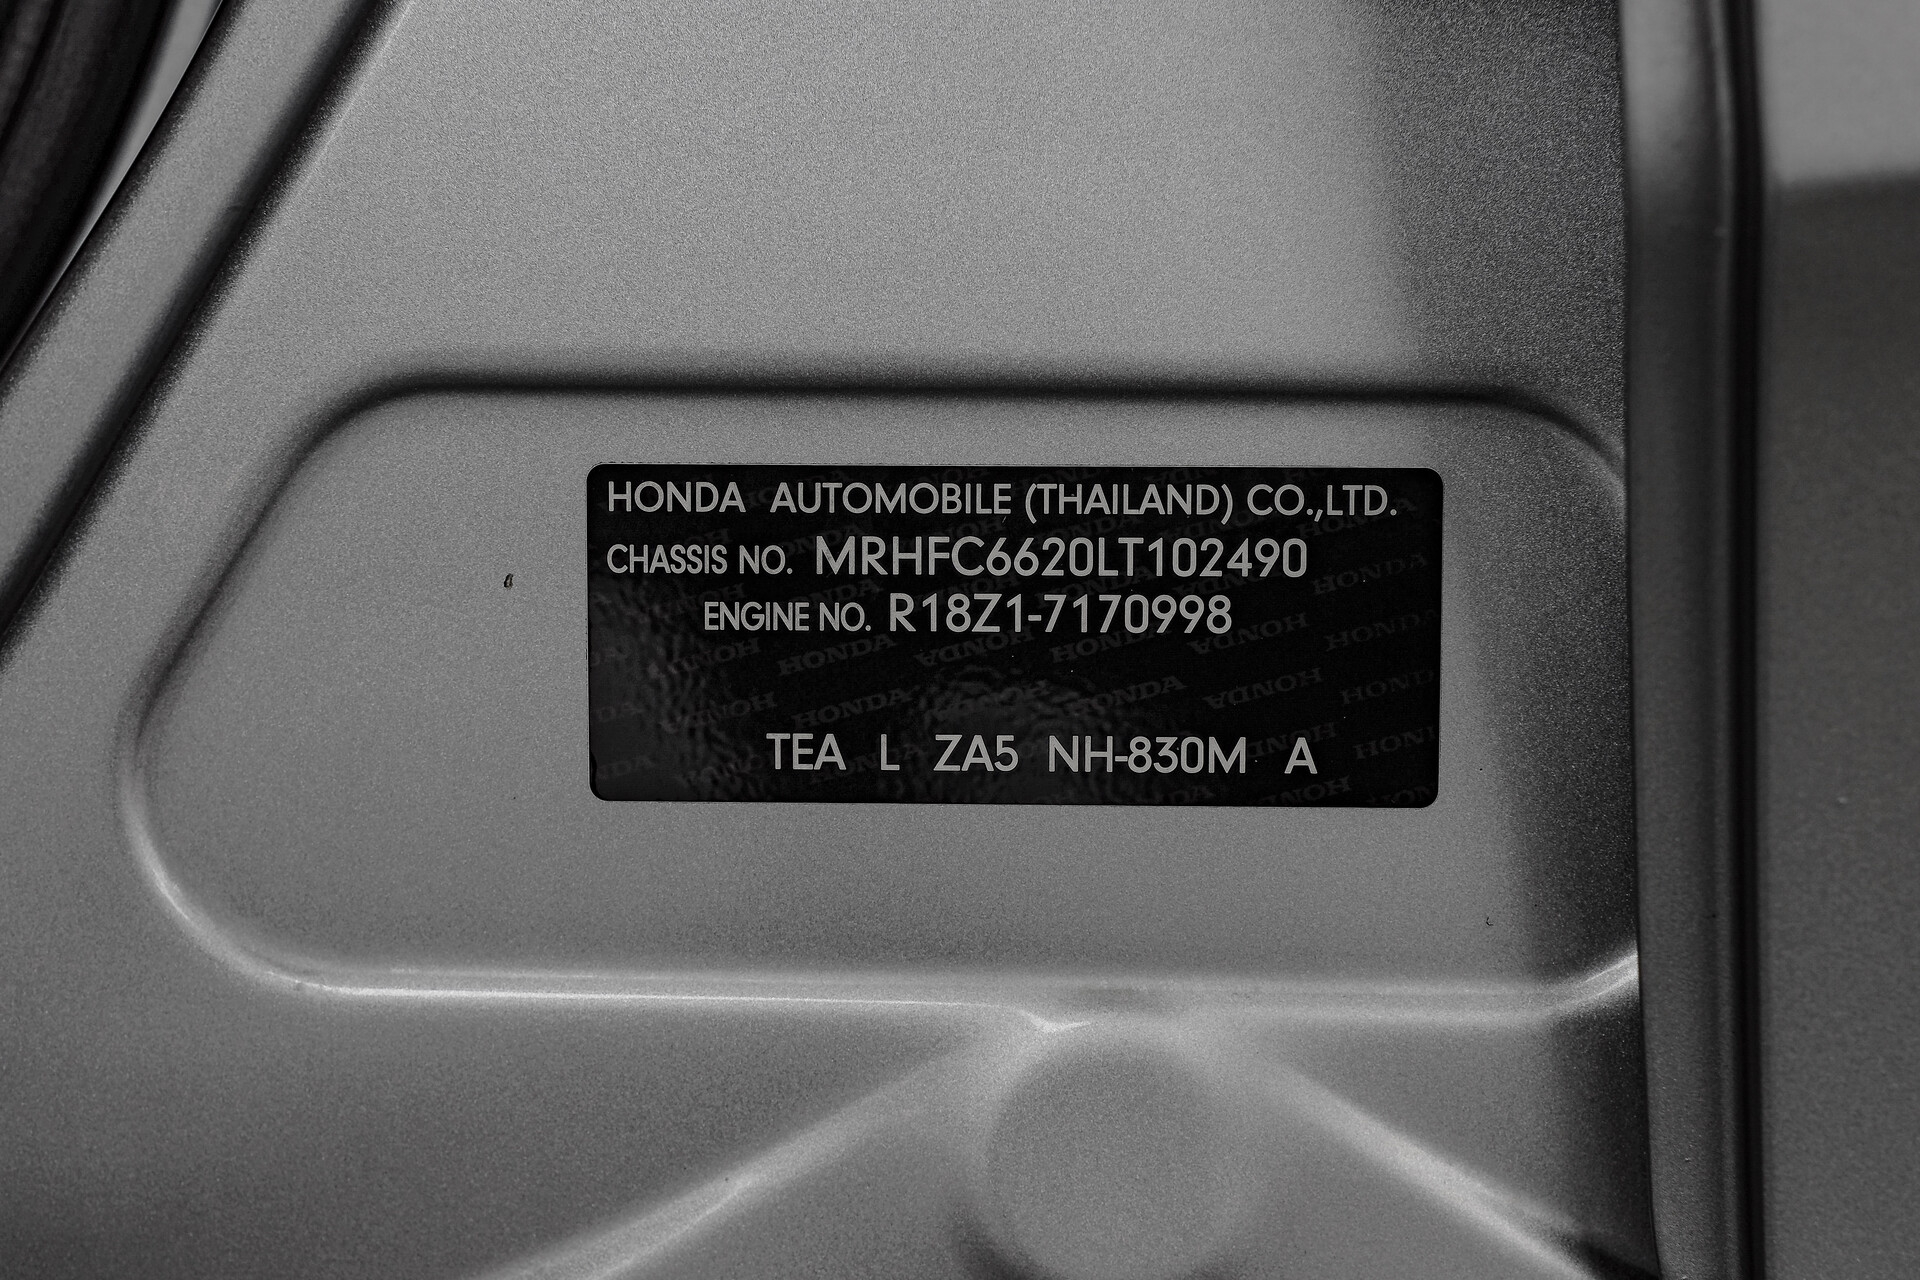 HONDA AUTOMOBILE (THAILAND) CO.,LTD.
CHASSIS NO. MRHFC6620LT102490
ENGINE NO. R18Z1-7170998
TEA L ZA5 NH-830M A